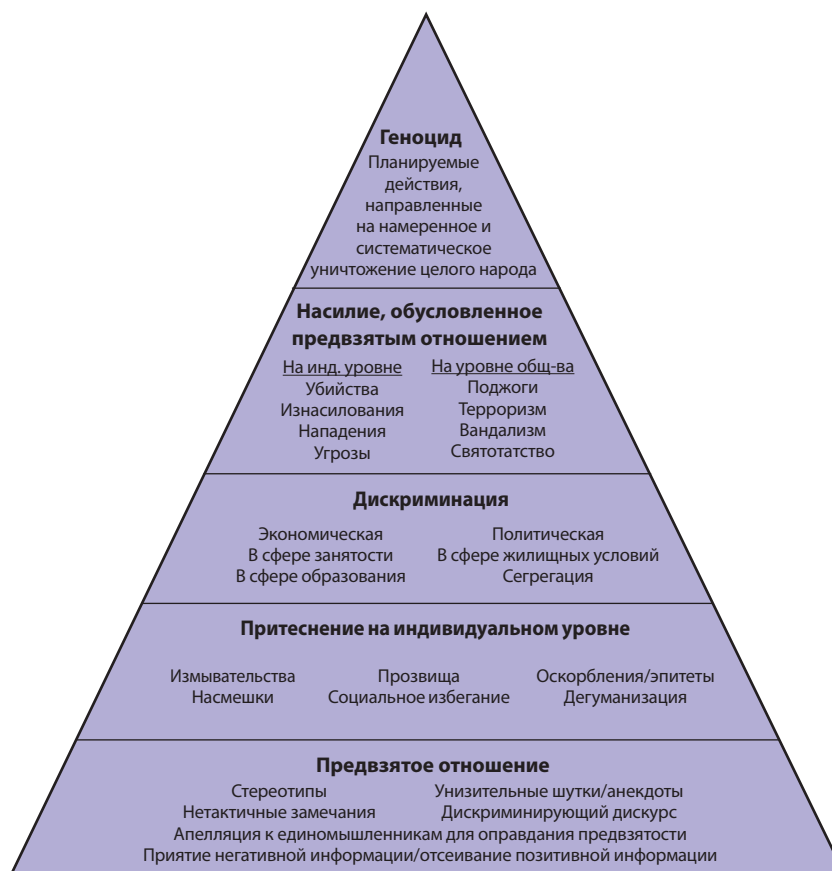 Геноцид
Планируемые
действия,
направленные
на намеренное и
систематическое
уничтожение целого народа
Насилие, обусловленное
предвзятым отношением
На инд. уровне На уровне общ-ва
Убийства Поджоги
Изнасилования Терроризм
Нападения Вандализм
Угрозы Святотатство
Дискриминация
Экономическая Политическая
В сфере занятости В сфере жилищных условий
В сфере образования Сегрегация
Притеснение на индивидуальном уровне
Измывательства Прозвища Оскорбления/эпитеты
Насмешки Социальное избегание Дегуманизация
Предвзятое отношение
Стереотипы Унизительные шутки/анекдоты
Нетактичные замечания Дискриминирующий дискурс
Апелляция к единомышленникам для оправдания предвзятости
Приятие негативной информации/отсеивание позитивной информации